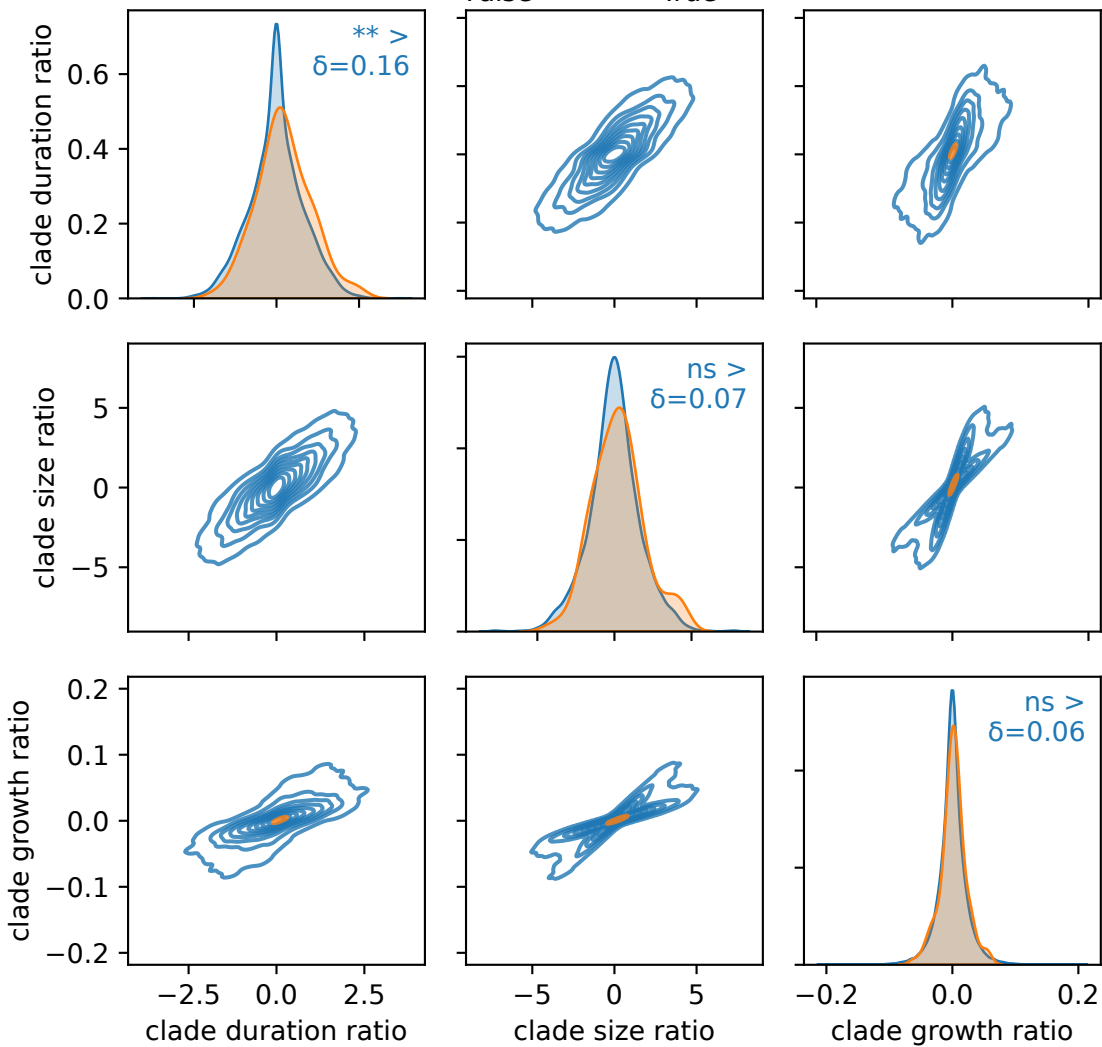 ** >
δ=0.16
clade duration ratio
0.6
0.4
0.2
0.0
ns >
δ=0.07
clade size ratio
5
0
−5
ns >
δ=0.06
clade growth ratio
0.2
0.1
0.0
−0.1
−0.2
−2.5 0.0 2.5
−5 0 5
−0.2 0.0 0.2
clade duration ratio
clade size ratio
clade growth ratio